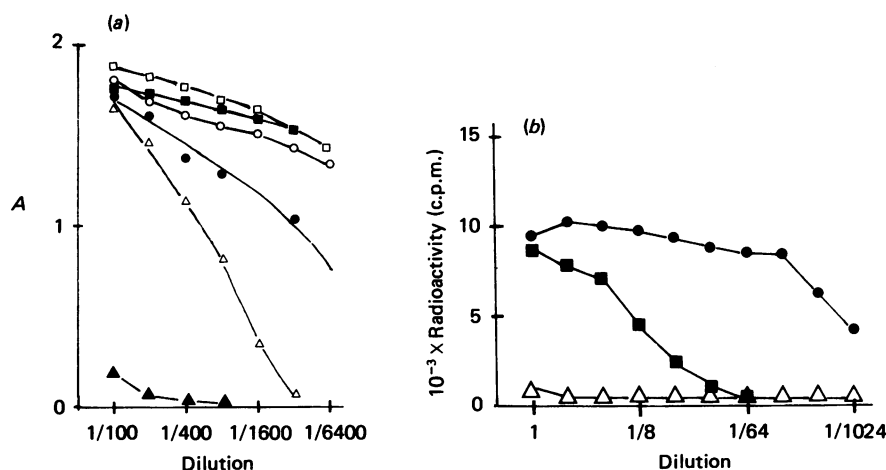 (a)
2
1
0
A
1/100 1/400 1/1600 1/6400
Dilution
(b)
15
10
5
0
10⁻³ × Radioactivity (c.p.m.)
1 1/8 1/64 1/1024
Dilution